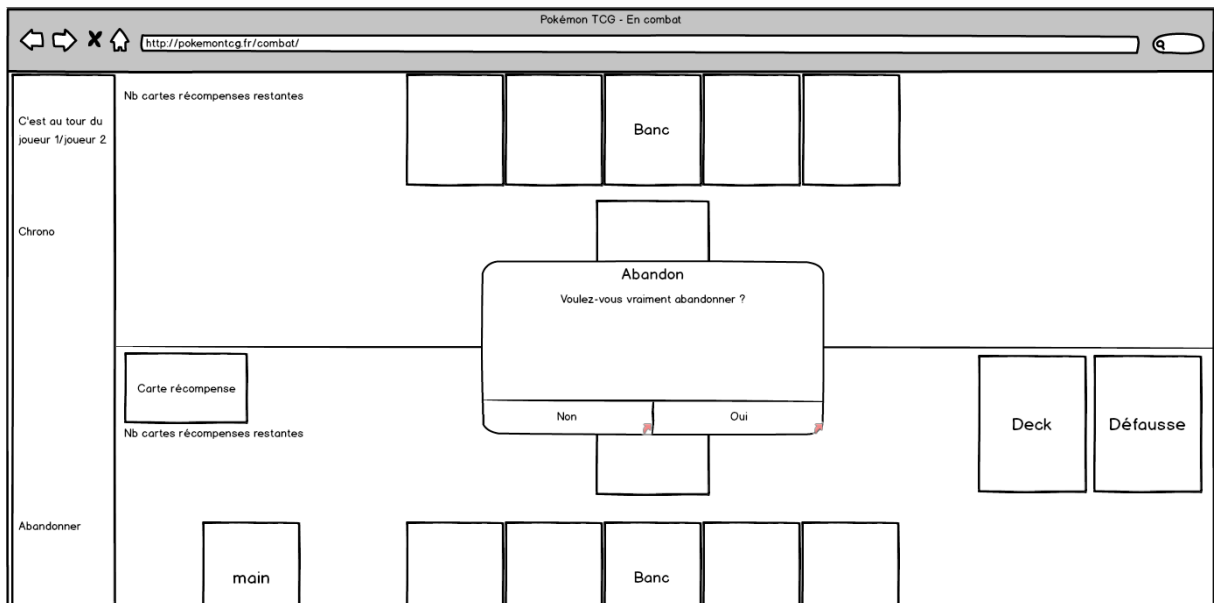 Pokémon TCG - En combat
http://pokemontcg.fr/combat/
C'est au tour du
joueur 1/joueur 2
Chrono
Abandonner
Nb cartes récompenses restantes
Banc
Abandon
Voulez-vous vraiment abandonner ?
Non
Oui
Carte récompense
Nb cartes récompenses restantes
Deck
Défausse
main
Banc